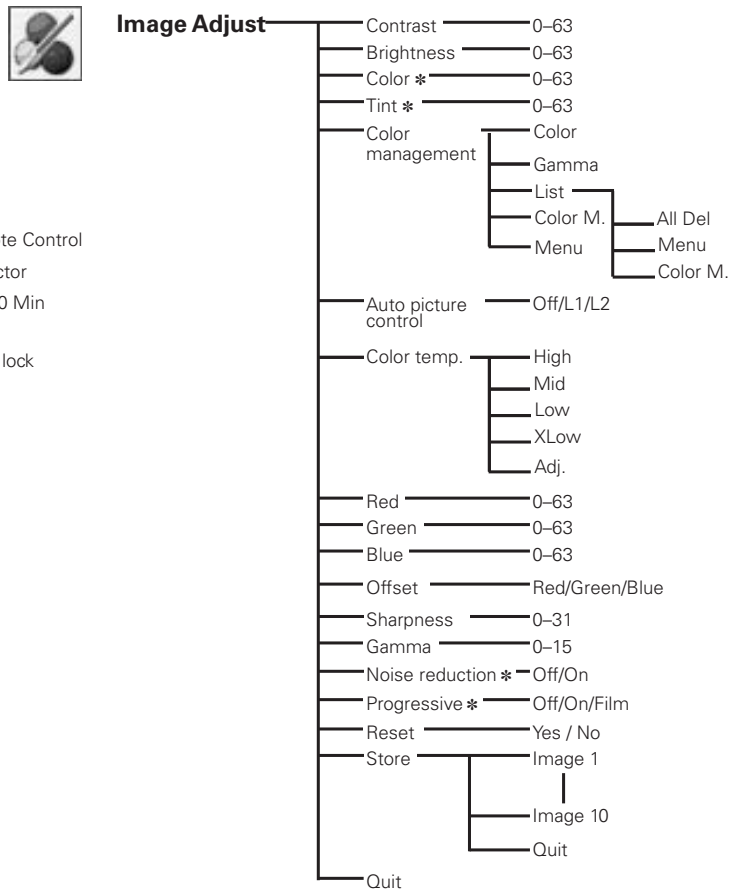 Image Adjust
Contrast 0–63
Brightness 0–63
Color ✻ 0–63
Tint ✻ 0–63
Color management Color
Gamma
List
Color M.
Menu
All Del
Menu
Color M.
te Control
ctor
0 Min
lock
Auto picture control Off/L1/L2
Color temp. High
Mid
Low
XLow
Adj.
Red 0–63
Green 0–63
Blue 0–63
Offset Red/Green/Blue
Sharpness 0–31
Gamma 0–15
Noise reduction ✻ Off/On
Progressive ✻ Off/On/Film
Reset Yes / No
Store Image 1
Image 10
Quit
Quit